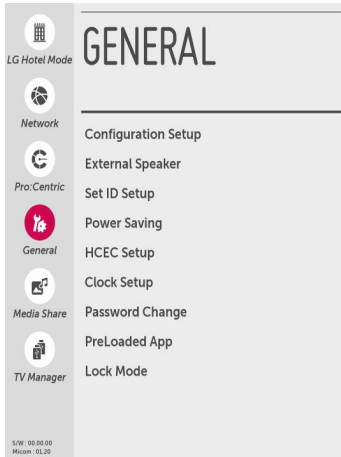 LG Hotel Mode
Network
Pro:Centric
General
Media Share
TV Manager
S/W : 00.00.00
Micom : 01.20
GENERAL
Configuration Setup
External Speaker
Set ID Setup
Power Saving
HCEC Setup
Clock Setup
Password Change
PreLoaded App
Lock Mode